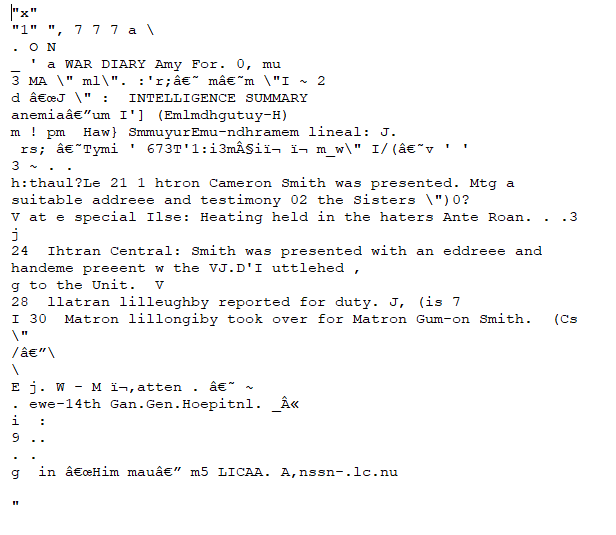 "x"
"1" ", 7 7 7 a \
. O N
_ ' a WAR DIARY Amy For. 0, mu
3 MA \" ml\". :'r;â€˜ mâ€˜m \"I ~ 2
d â€œJ \" :  INTELLIGENCE SUMMARY
anemiaâ€”um I'] (Emlmdhgutuy-H)
m ! pm  Haw} SmmuyurEmu-ndhramem lineal: J.
 rs; â€˜Tymi ' 673T'1:i3mÂSiï¬ ï¬ m_w\" I/(â€˜v ' '
3 ~ . .
h:thaul?Le 21 1 htron Cameron Smith was presented. Mtg a
suitable addreee and testimony 02 the Sisters \")0?
V at e special Ilse: Heating held in the haters Ante Roan. . .3
j
24  Ihtran Central: Smith was presented with an eddreee and
handeme preeent w the VJ.D'I uttlehed ,
g to the Unit.  V
28  llatran lilleughby reported for duty. J, (is 7
I 30  Matron lillongiby took over for Matron Gum-on Smith.  (Cs
\"
/â€”\
\
E j. W - M ï¬,atten . â€˜ ~
. ewe-14th Gan.Gen.Hoepitnl. _Â«
i  :
9 ..
. .
g  in â€œHim mauâ€” m5 LICAA. A,nssn-.lc.nu
"